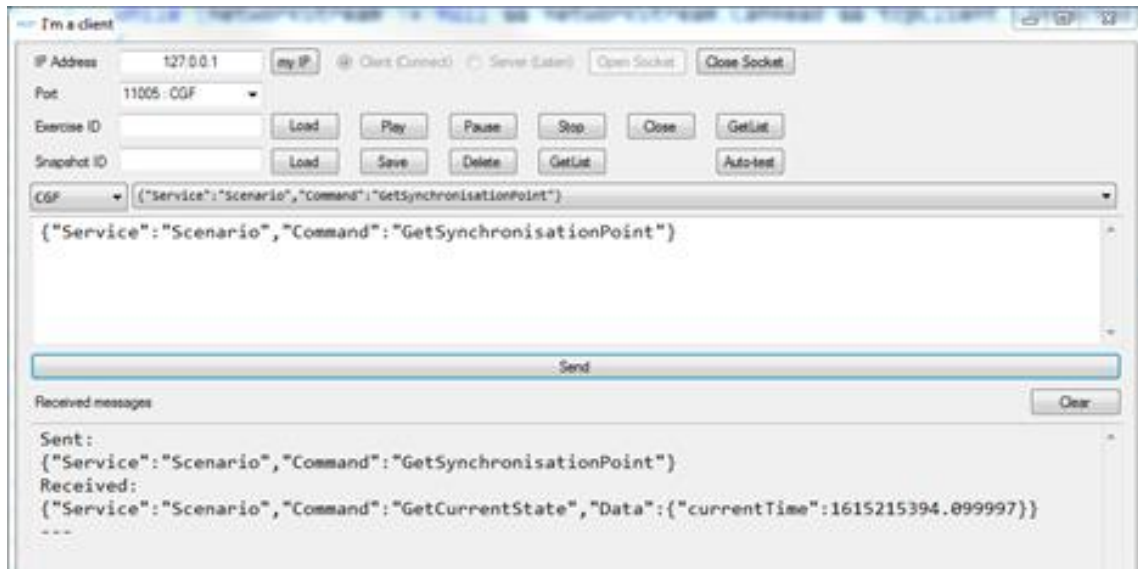 I'm a client
IP Address 127.0.0.1 my IP Client (Connect) Server (Listen) Open Socket Close Socket
Port 11005 : CGF
Exercise ID Load Play Pause Stop Close GetList
Snapshot ID Load Save Delete GetList Auto-test
CGF {"Service":"Scenario","Command":"GetSynchronisationPoint"}
{"Service":"Scenario","Command":"GetSynchronisationPoint"}
Send
Received messages Clear
Sent:
{"Service":"Scenario","Command":"GetSynchronisationPoint"}
Received:
{"Service":"Scenario","Command":"GetCurrentState","Data":{"currentTime":1615215394.099997}}
---